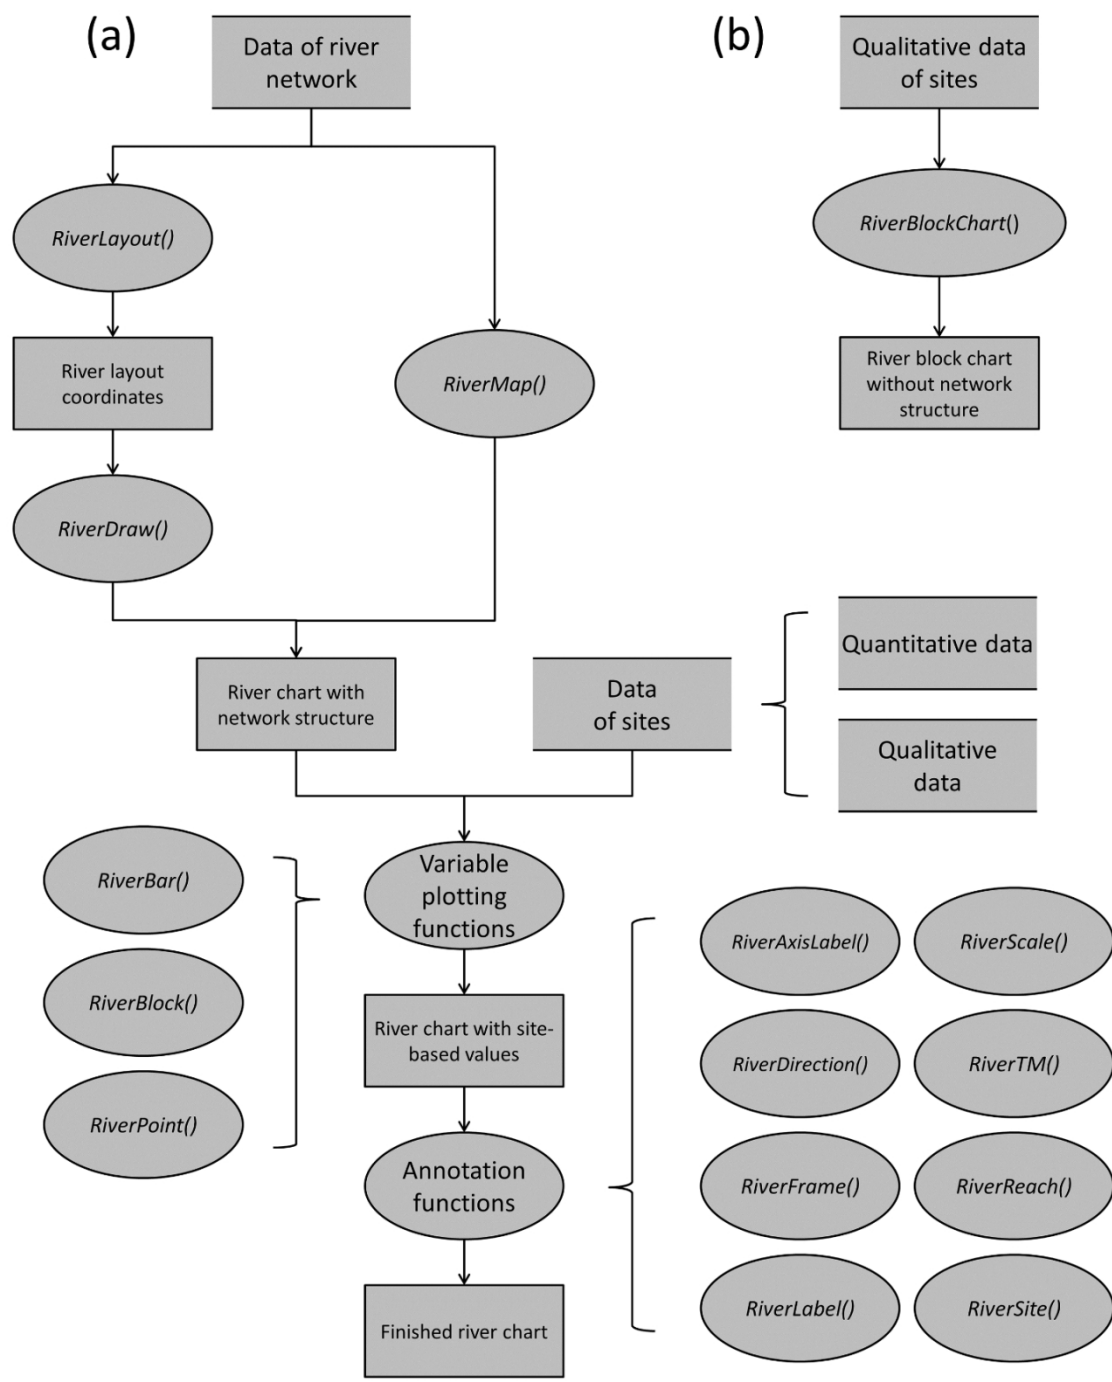 (a)
Data of river
network
(b)
Qualitative data
of sites
RiverLayout()
RiverBlockChart()
River layout
coordinates
RiverMap()
River block chart
without network
structure
RiverDraw()
Quantitative data
River chart with
network structure
Data
of sites
Qualitative
data
RiverBar()
RiverBlock()
RiverPoint()
Variable
plotting
functions
River chart with site-
based values
Annotation
functions
Finished river chart
RiverAxisLabel()
RiverScale()
RiverDirection()
RiverTM()
RiverFrame()
RiverReach()
RiverLabel()
RiverSite()